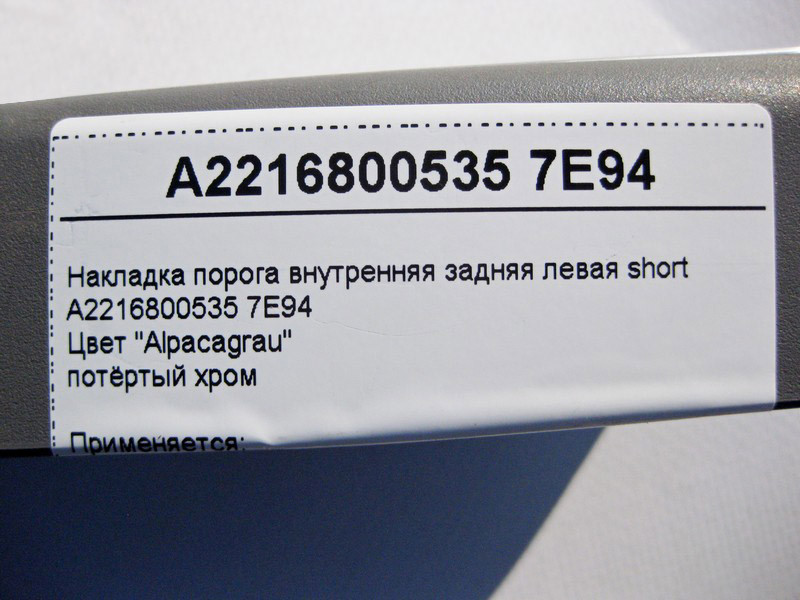 A2216800535 7E94
Накладка порога внутренняя задняя левая short
A2216800535 7E94
Цвет "Alpacagrau"
потёртый хром
Применяется: